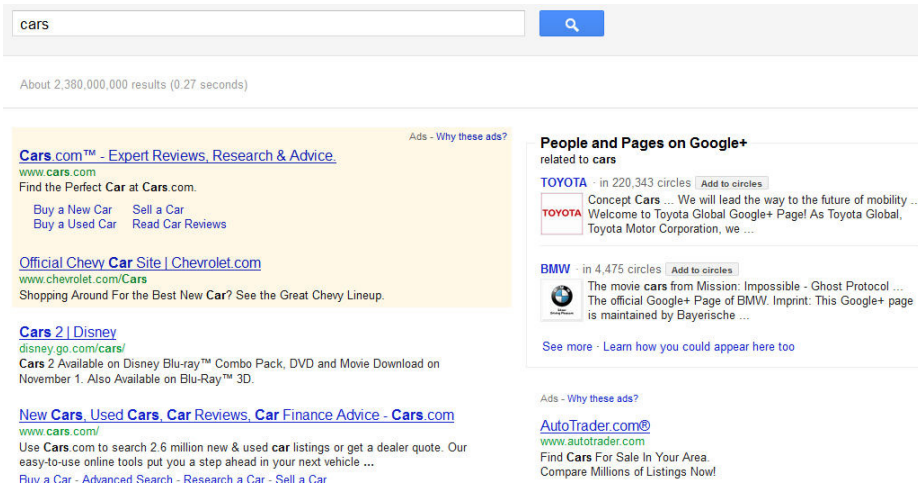 cars
About 2,380,000,000 results (0.27 seconds)
Ads - Why these ads?
Cars.com™ - Expert Reviews, Research & Advice.
www.cars.com
Find the Perfect Car at Cars.com.
Buy a New Car Sell a Car
Buy a Used Car Read Car Reviews
Official Chevy Car Site | Chevrolet.com
www.chevrolet.com/Cars
Shopping Around For the Best New Car? See the Great Chevy Lineup.
Cars 2 | Disney
disney.go.com/cars/
Cars 2 Available on Disney Blu-ray™ Combo Pack, DVD and Movie Download on
November 1. Also Available on Blu-Ray™ 3D.
New Cars, Used Cars, Car Reviews, Car Finance Advice - Cars.com
www.cars.com/
Use Cars.com to search 2.6 million new & used car listings or get a dealer quote. Our
easy-to-use online tools put you a step ahead in your next vehicle ...
Buy a Car - Advanced Search - Research a Car - Sell a Car
People and Pages on Google+
related to cars
TOYOTA · in 220,343 circles Add to circles
TOYOTA
Concept Cars ... We will lead the way to the future of mobility ...
Welcome to Toyota Global Google+ Page! As Toyota Global,
Toyota Motor Corporation, we ...
BMW · in 4,475 circles Add to circles
The movie cars from Mission: Impossible - Ghost Protocol ...
The official Google+ Page of BMW. Imprint: This Google+ page
is maintained by Bayerische ...
See more · Learn how you could appear here too
Ads - Why these ads?
AutoTrader.com®
www.autotrader.com
Find Cars For Sale In Your Area.
Compare Millions of Listings Now!